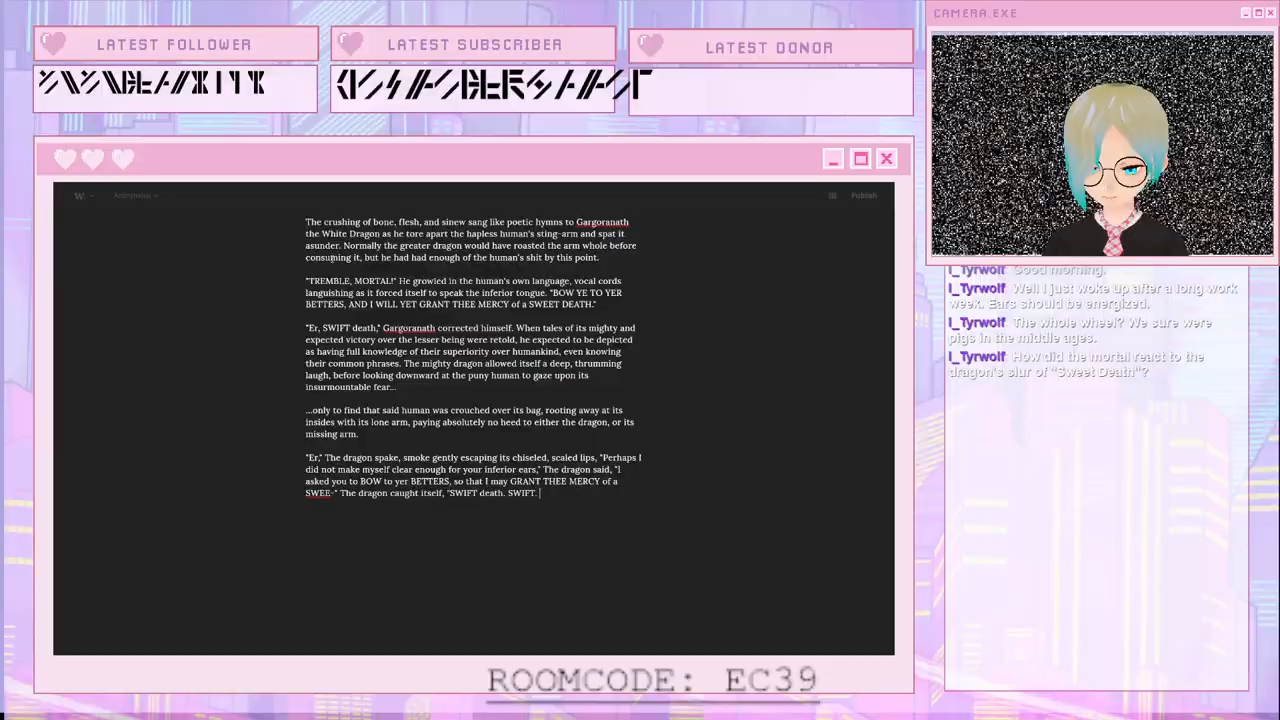 LATEST FOLLOWER
LATEST SUBSCRIBER
LATEST DONOR
CAMERA.EXE
W.
Anonymous
Publish
The crushing of bone, flesh, and sinew sang like poetic hymns to Gargoranath
the White Dragon as he tore apart the hapless human's sting-arm and spat it
asunder. Normally the greater dragon would have roasted the arm whole before
consuming it, but he had had enough of the human's shit by this point.
"TREMBLE, MORTAL!" He growled in the human's own language, vocal cords
languishing as it forced itself to speak the inferior tongue. "BOW YE TO YER
BETTERS, AND I WILL YET GRANT THEE MERCY of a SWEET DEATH."
"Er, SWIFT death," Gargoranath corrected himself. When tales of its mighty and
expected victory over the lesser being were retold, he expected to be depicted
as having full knowledge of their superiority over humankind, even knowing
their common phrases. The mighty dragon allowed itself a deep, thrumming
laugh, before looking downward at the puny human to gaze upon its
insurmountable fear...
...only to find that said human was crouched over its bag, rooting away at its
insides with its lone arm, paying absolutely no heed to either the dragon, or its
missing arm.
"Er," The dragon spake, smoke gently escaping its chiseled, scaled lips, "Perhaps I
did not make myself clear enough for your inferior ears," The dragon said, "I
asked you to BOW to yer BETTERS, so that I may GRANT THEE MERCY of a
SWEE-" The dragon caught itself, "SWIFT death. SWIFT.
I_Tyrwolf Good morning.
I_Tyrwolf Well I just woke up after a long work
week. Ears should be energized.
I_Tyrwolf The whole wheel? We sure were
pigs in the middle ages.
I_Tyrwolf How did the mortal react to the
dragon's slur of "Sweet Death"?
ROOMCODE: EC39